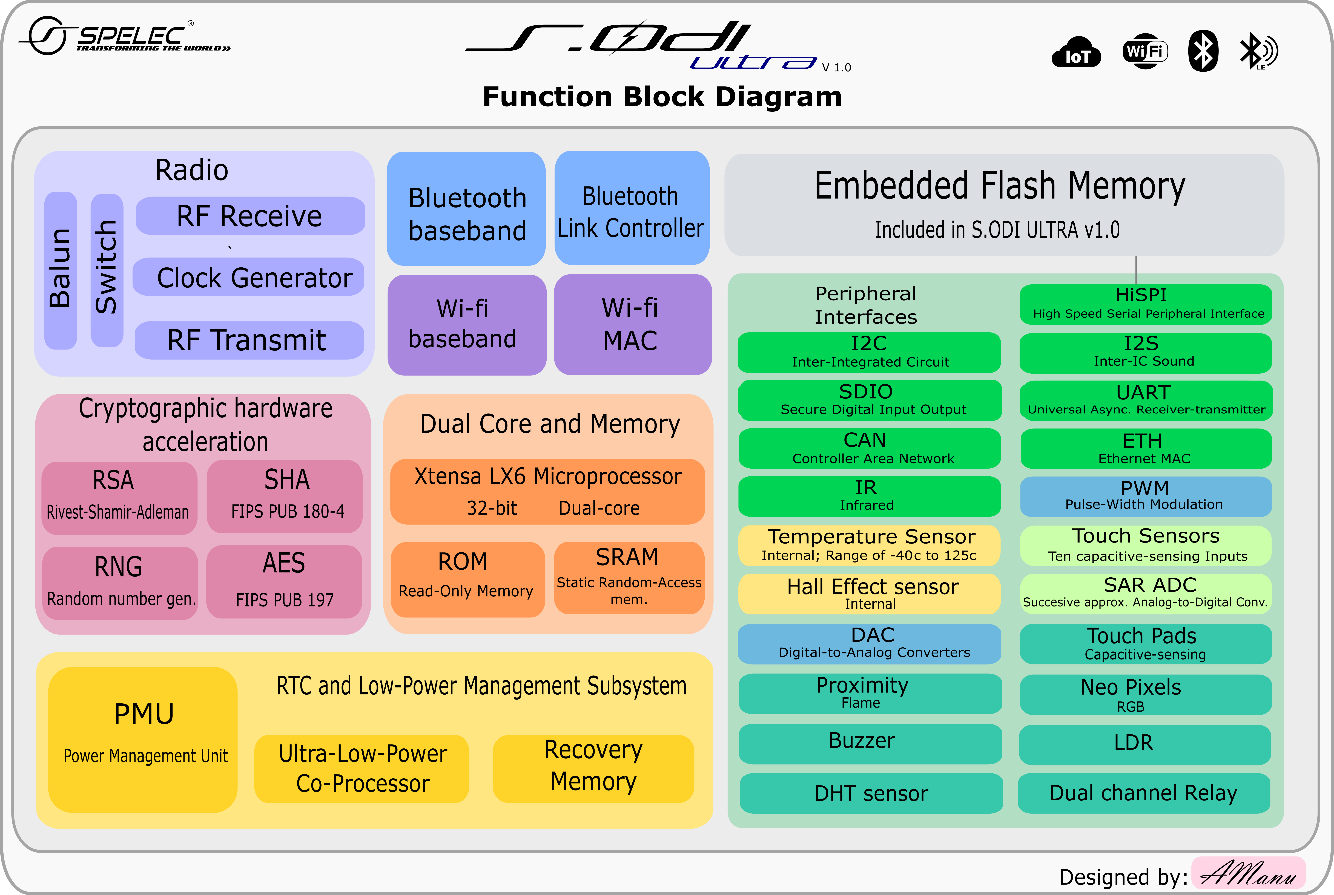 SPELEC®
TRANSFORMING THE WORLD
S.ODI
ultra V 1.0
IoT
WiFi
LE
Function Block Diagram
Radio
Balun
Switch
RF Receive
Clock Generator
RF Transmit
Bluetooth
baseband
Bluetooth
Link Controller
Wi-fi
baseband
Wi-fi
MAC
Embedded Flash Memory
Included in S.ODI ULTRA v1.0
Cryptographic hardware
acceleration
RSA
Rivest-Shamir-Adleman
SHA
FIPS PUB 180-4
RNG
Random number gen.
AES
FIPS PUB 197
Dual Core and Memory
Xtensa LX6 Microprocessor
32-bit Dual-core
ROM
Read-Only Memory
SRAM
Static Random-Access
mem.
RTC and Low-Power Management Subsystem
PMU
Power Management Unit
Ultra-Low-Power
Co-Processor
Recovery
Memory
Peripheral
Interfaces
HiSPI
High Speed Serial Peripheral Interface
I2C
Inter-Integrated Circuit
I2S
Inter-IC Sound
SDIO
Secure Digital Input Output
UART
Universal Async. Receiver-transmitter
CAN
Controller Area Network
ETH
Ethernet MAC
IR
Infrared
PWM
Pulse-Width Modulation
Temperature Sensor
Internal; Range of -40c to 125c
Touch Sensors
Ten capacitive-sensing Inputs
Hall Effect sensor
Internal
SAR ADC
Succesive approx. Analog-to-Digital Conv.
DAC
Digital-to-Analog Converters
Touch Pads
Capacitive-sensing
Proximity
Flame
Neo Pixels
RGB
Buzzer
LDR
DHT sensor
Dual channel Relay
Designed by: AManu